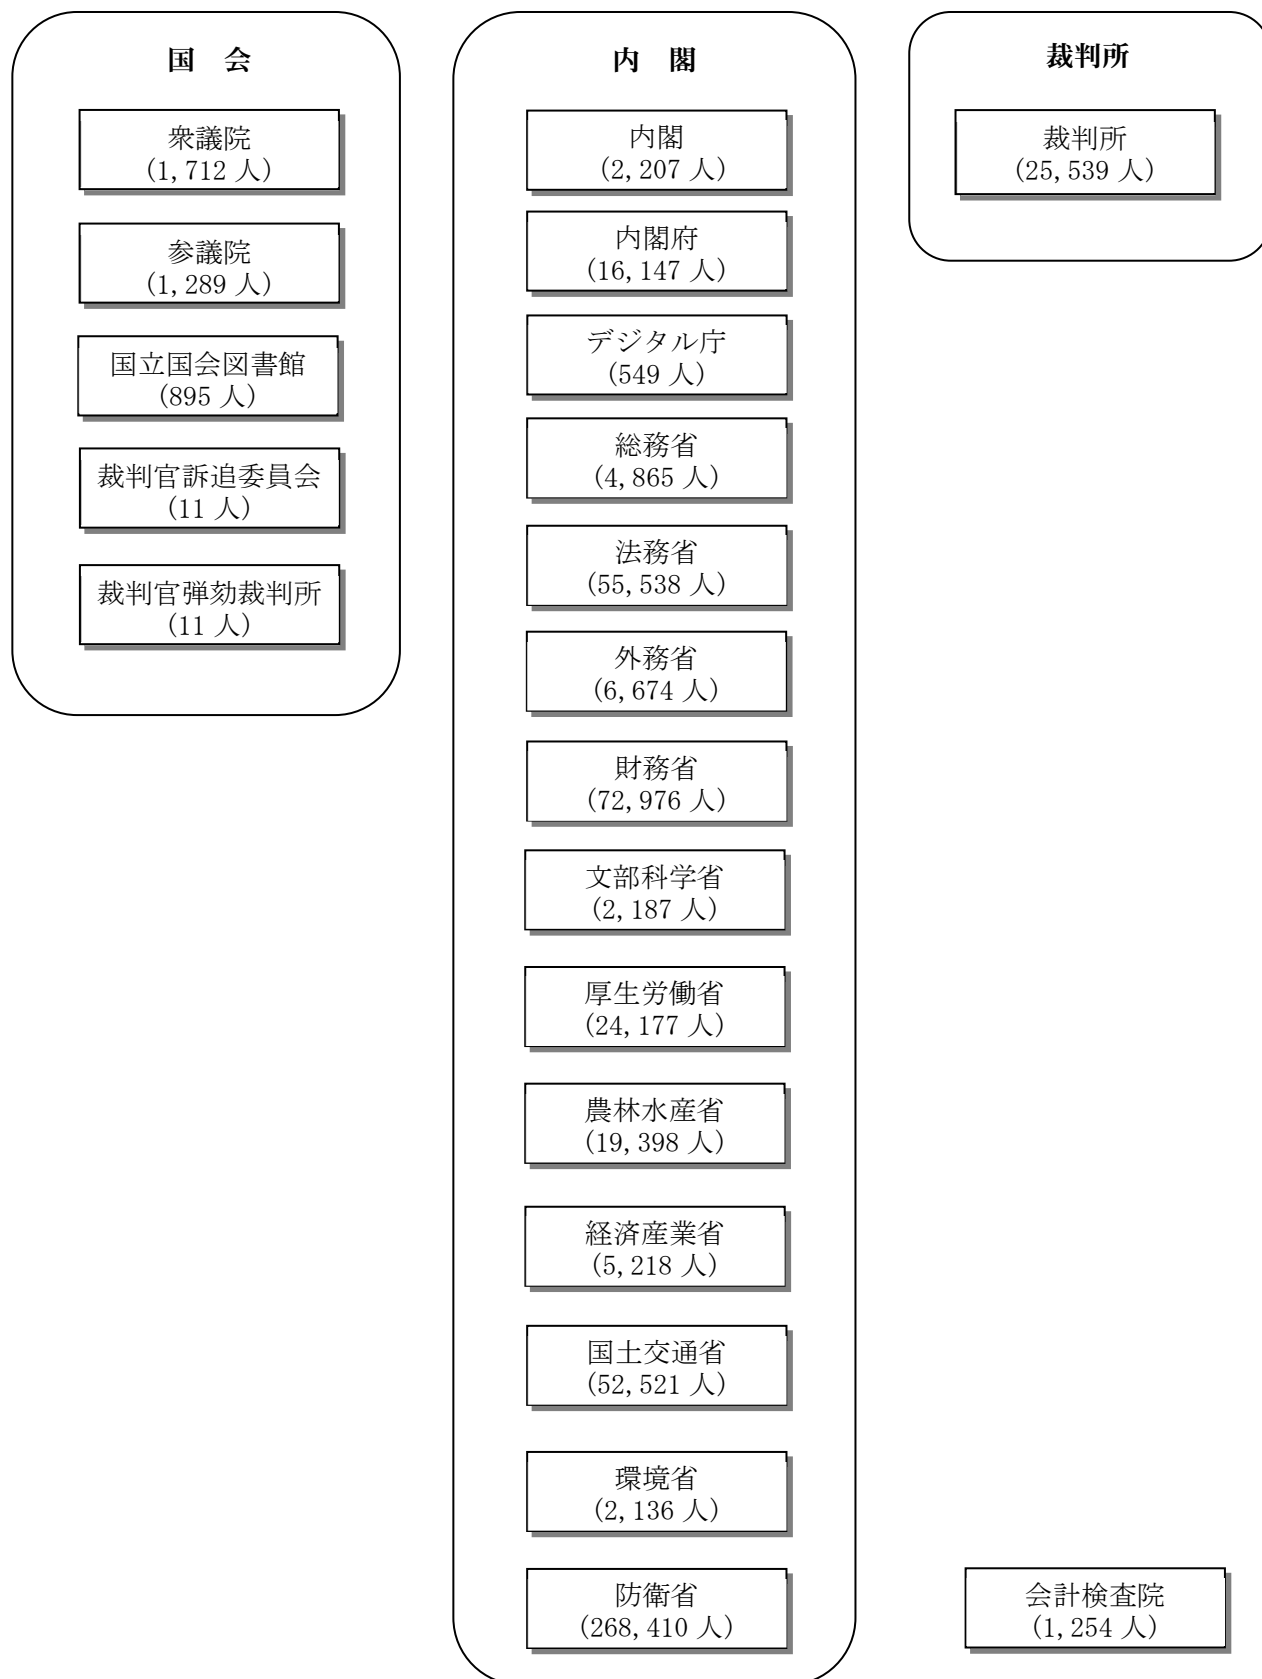 国 会
衆議院
(1,712 人)
参議院
(1,289 人)
国立国会図書館
(895 人)
裁判官訴追委員会
(11 人)
裁判官弾劾裁判所
(11 人)
内 閣
内閣
(2,207 人)
内閣府
(16,147 人)
デジタル庁
(549 人)
総務省
(4,865 人)
法務省
(55,538 人)
外務省
(6,674 人)
財務省
(72,976 人)
文部科学省
(2,187 人)
厚生労働省
(24,177 人)
農林水産省
(19,398 人)
経済産業省
(5,218 人)
国土交通省
(52,521 人)
環境省
(2,136 人)
防衛省
(268,410 人)
裁判所
裁判所
(25,539 人)
会計検査院
(1,254 人)